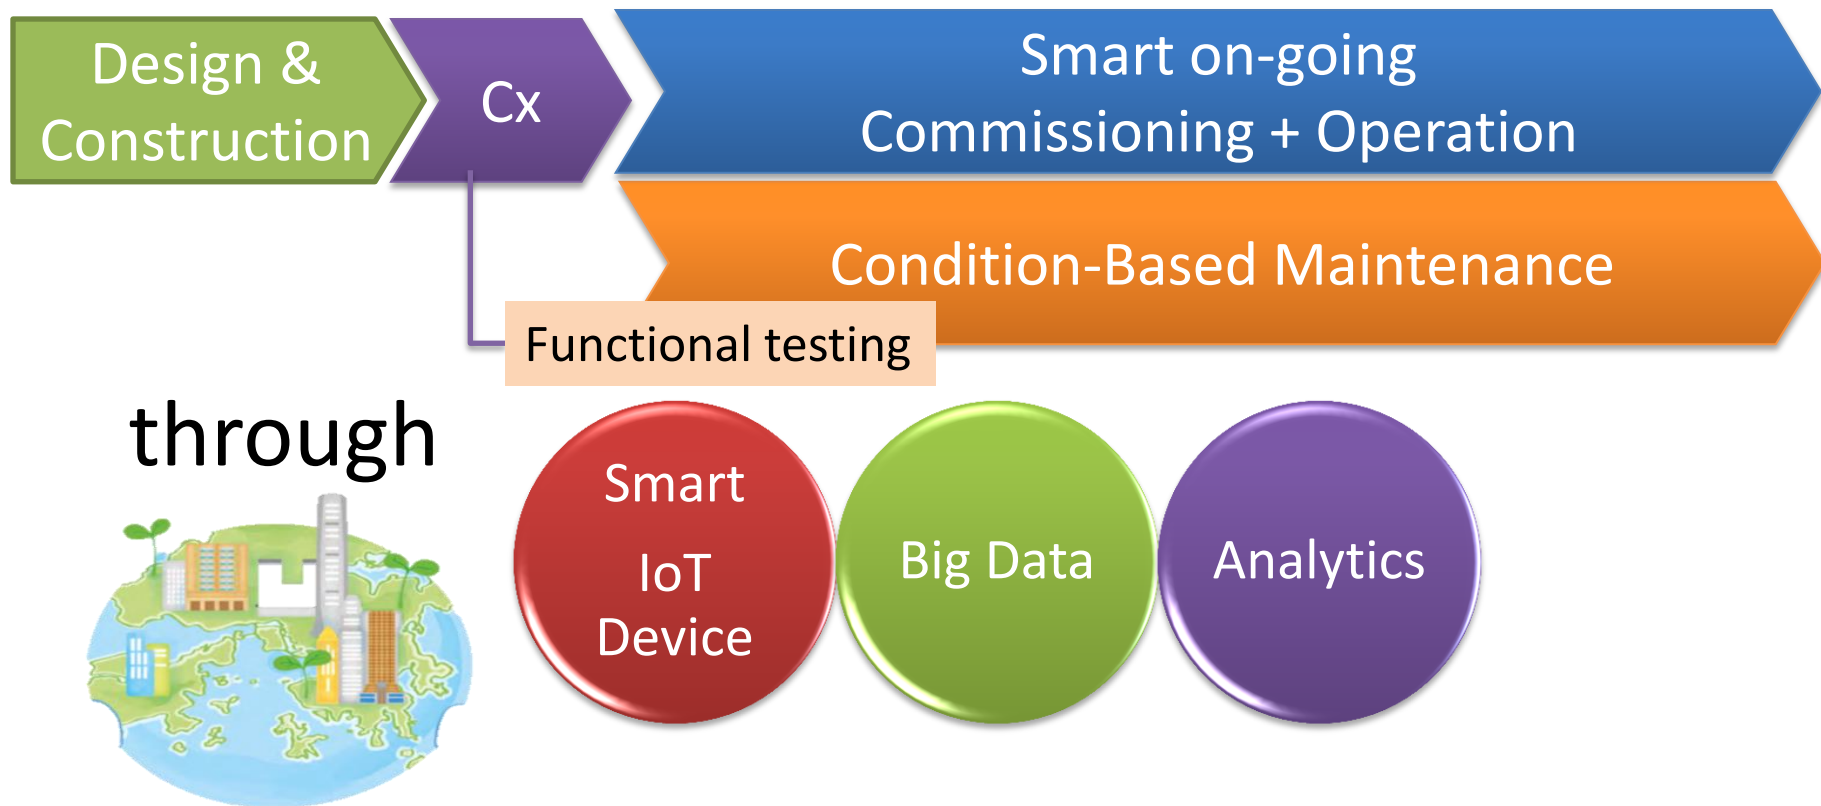 Design &
Construction
Cx
Smart on-going
Commissioning + Operation
Condition-Based Maintenance
Functional testing
through
Smart
IoT
Device
Big Data
Analytics